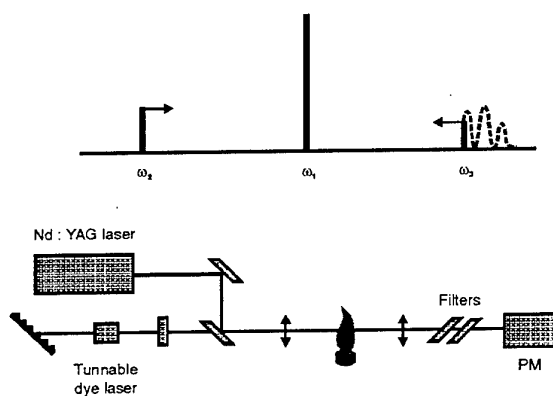 ω₂
ω₁
ω₃
Nd : YAG laser
Filters
Tunnable
dye laser
PM